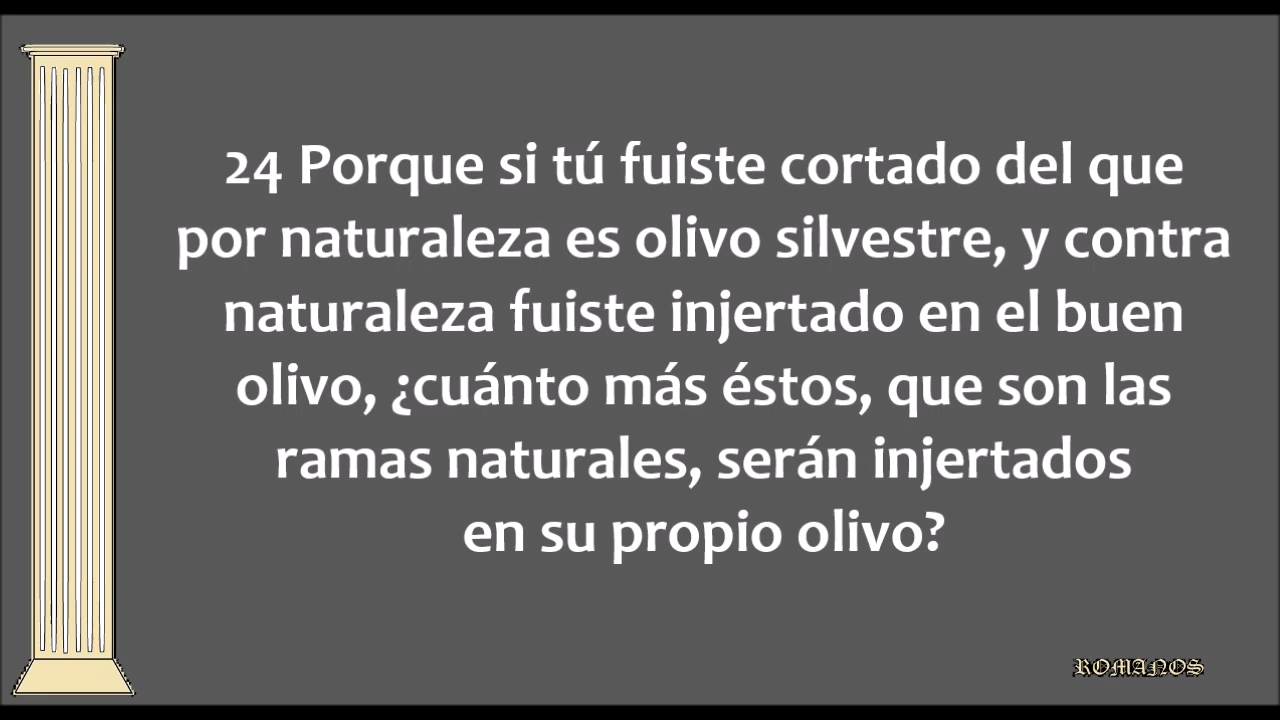 24 Porque si tú fuiste cortado del que
por naturaleza es olivo silvestre, y contra
naturaleza fuiste injertado en el buen
olivo, ¿cuánto más éstos, que son las
ramas naturales, serán injertados
en su propio olivo?
ROMANOS